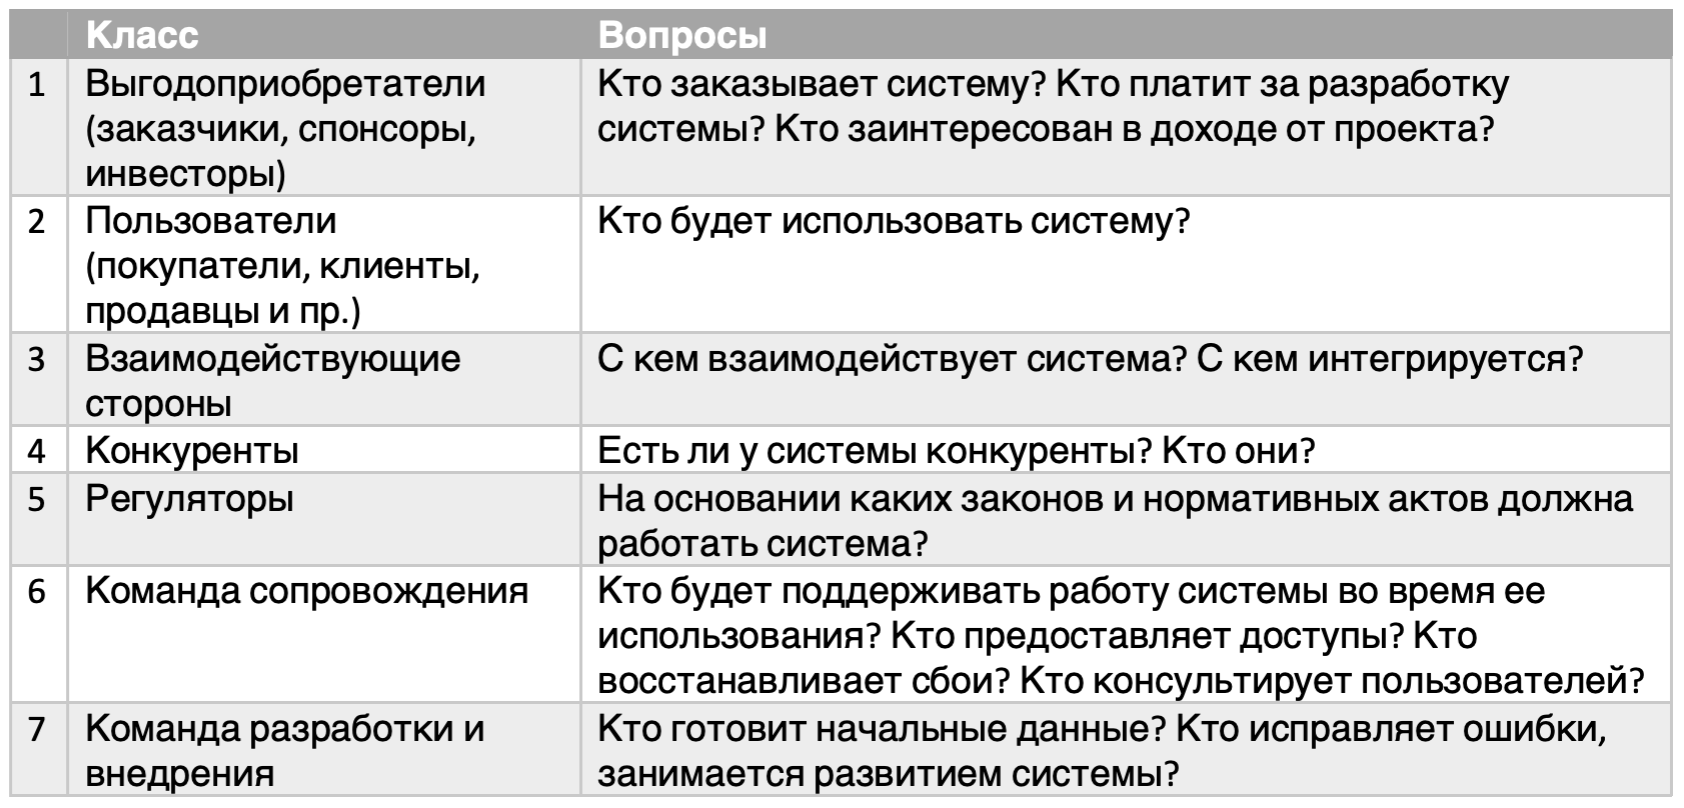 Класс Вопросы
1 Выгодоприобретатели Кто заказывает систему? Кто платит за разработку
(заказчики, спонсоры, системы? Кто заинтересован в доходе от проекта?
инвесторы)
2 Пользователи Кто будет использовать систему?
(покупатели, клиенты,
продавцы и пр.)
3 Взаимодействующие С кем взаимодействует система? С кем интегрируется?
стороны
4 Конкуренты Есть ли у системы конкуренты? Кто они?
5 Регуляторы На основании каких законов и нормативных актов должна
работать система?
6 Команда сопровождения Кто будет поддерживать работу системы во время ее
использования? Кто предоставляет доступы? Кто
восстанавливает сбои? Кто консультирует пользователей?
7 Команда разработки и Кто готовит начальные данные? Кто исправляет ошибки,
внедрения занимается развитием системы?